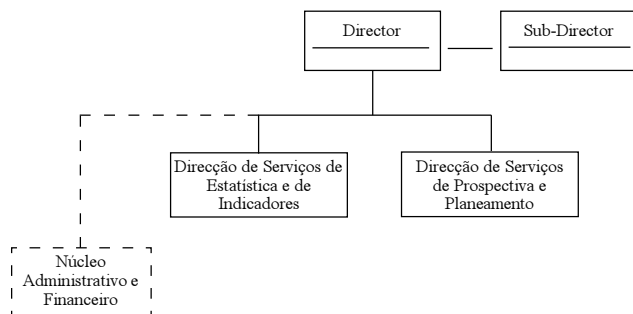 Director
Sub-Director
Direcção de Serviços de
Estatística e de
Indicadores
Direcção de Serviços
de Prospectiva e
Planeamento
Núcleo
Administrativo e
Financeiro